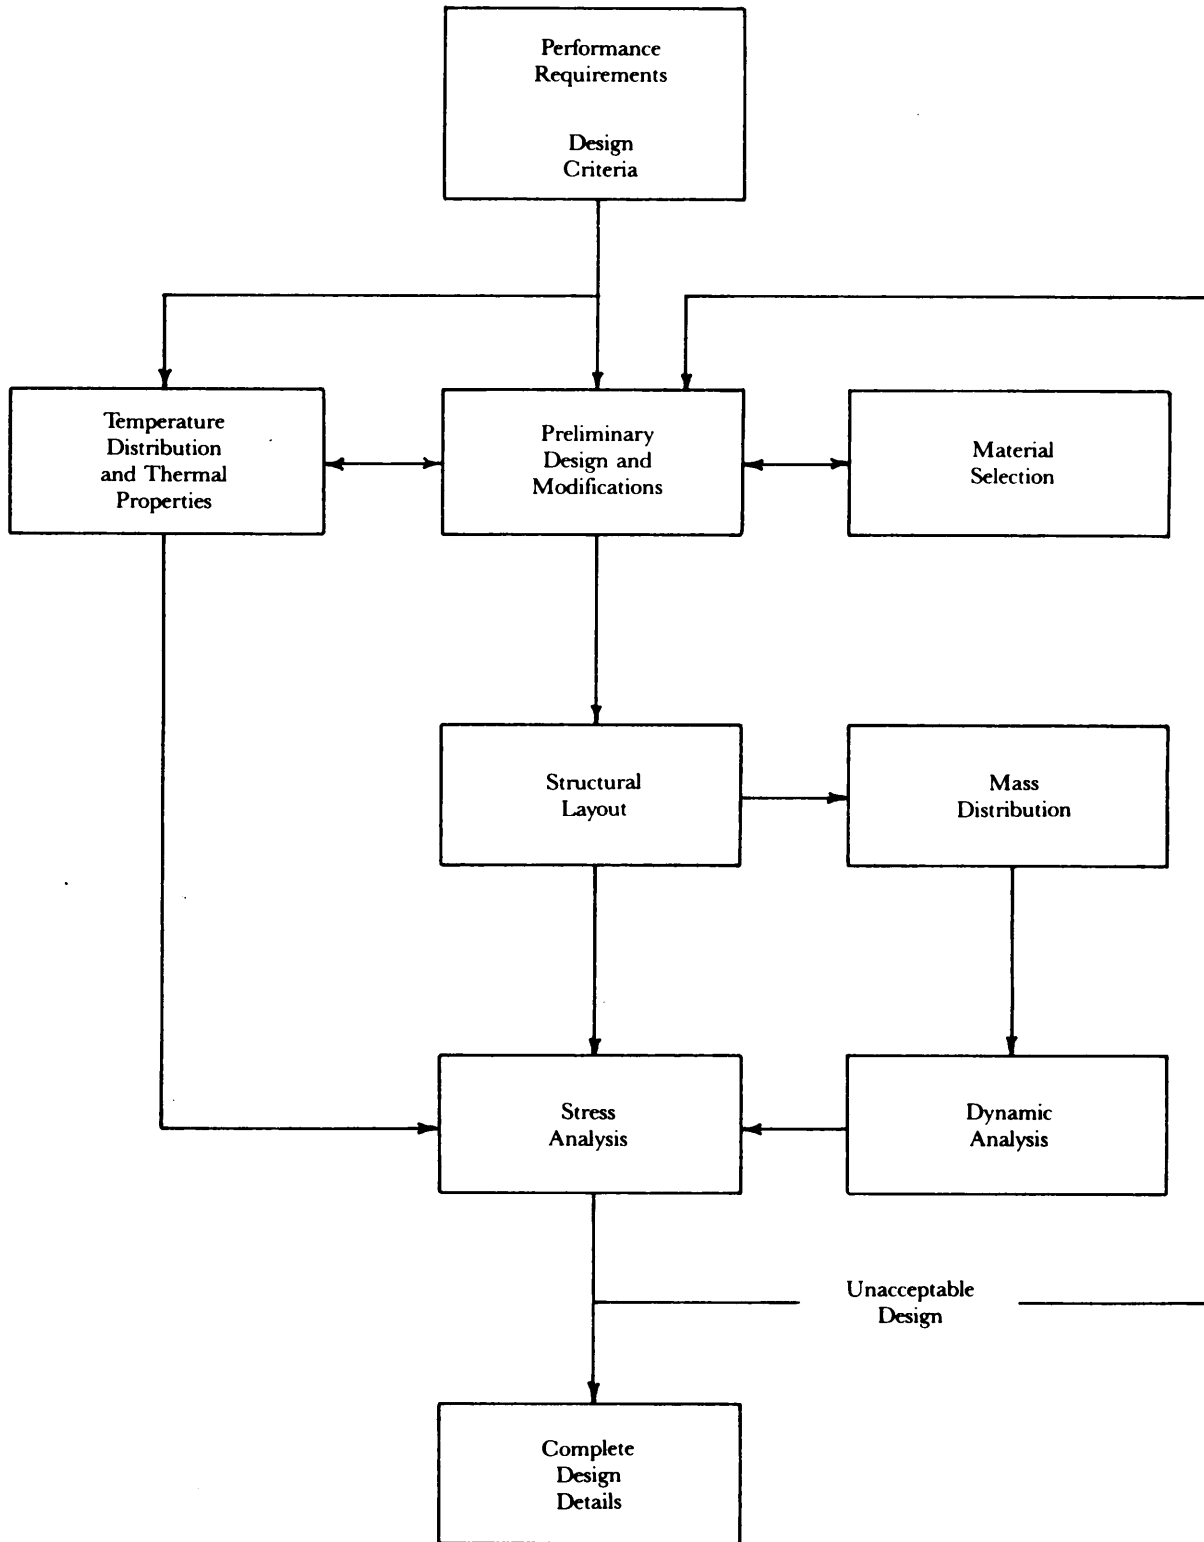 Performance
Requirements
Design
Criteria
Temperature
Distribution
and Thermal
Properties
Preliminary
Design and
Modifications
Material
Selection
Structural
Layout
Mass
Distribution
Stress
Analysis
Dynamic
Analysis
Unacceptable
Design
Complete
Design
Details